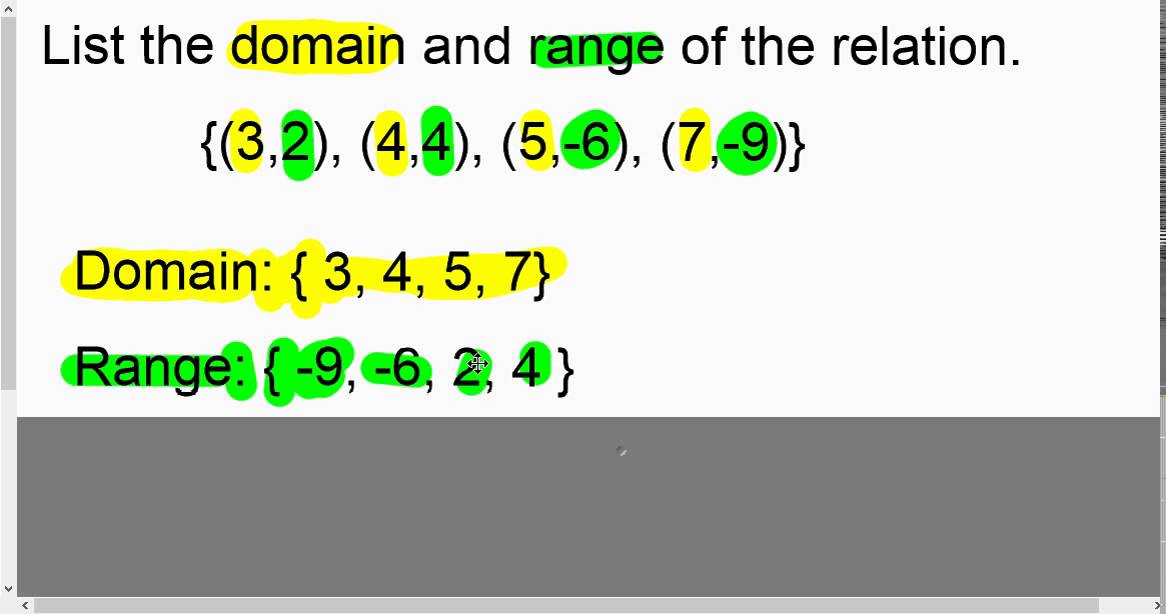 List the domain and range of the relation.
{(3,2), (4,4), (5,-6), (7,-9)}
Domain: { 3, 4, 5, 7}
Range: { -9, -6, 2, 4 }